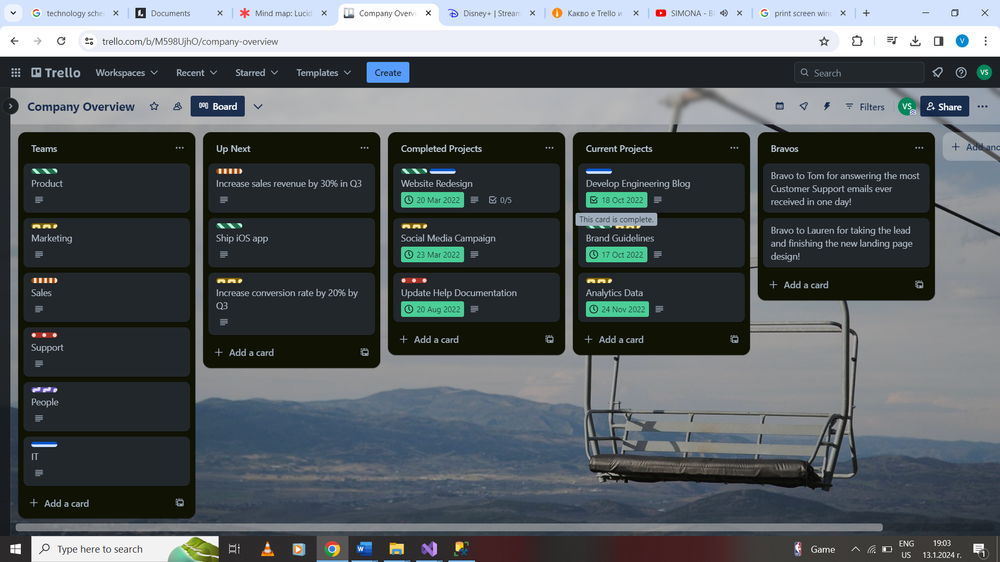 technology sche
Documents
Mind map: Lucid
Company Overvi
Disney+ | Stream
Какво е Trello и
SIMONA - B
print screen wind
trello.com/b/M598UjhO/company-overview
V
Trello
Workspaces
Recent
Starred
Templates
Create
Search
VS
Company Overview
Board
Filters
VS
Share
Teams
Product
Marketing
Sales
Support
People
IT
Add a card
Up Next
Increase sales revenue by 30% in Q3
Ship iOS app
Increase conversion rate by 20% by
Q3
Add a card
Completed Projects
Website Redesign
20 Mar 2022
0/5
Social Media Campaign
23 Mar 2022
Update Help Documentation
20 Aug 2022
Add a card
Current Projects
Develop Engineering Blog
18 Oct 2022
This card is complete.
Brand Guidelines
17 Oct 2022
Analytics Data
24 Nov 2022
Add a card
Bravos
Bravo to Tom for answering the most
Customer Support emails ever
received in one day!
Bravo to Lauren for taking the lead
and finishing the new landing page
design!
Add a card
Add ano
Type here to search
Game
ENG
US
19:03
13.1.2024 г.
1